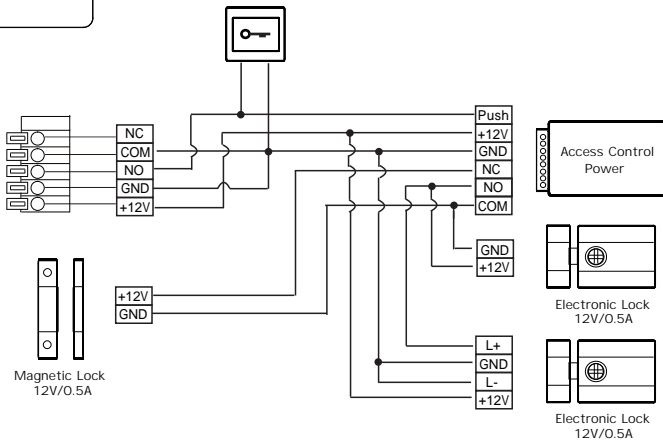 NC
COM
NO
GND
+12V
Push
+12V
GND
NC
NO
COM
Access Control
Power
GND
+12V
Electronic Lock
12V/0.5A
+12V
GND
Magnetic Lock
12V/0.5A
L+
GND
L-
+12V
Electronic Lock
12V/0.5A